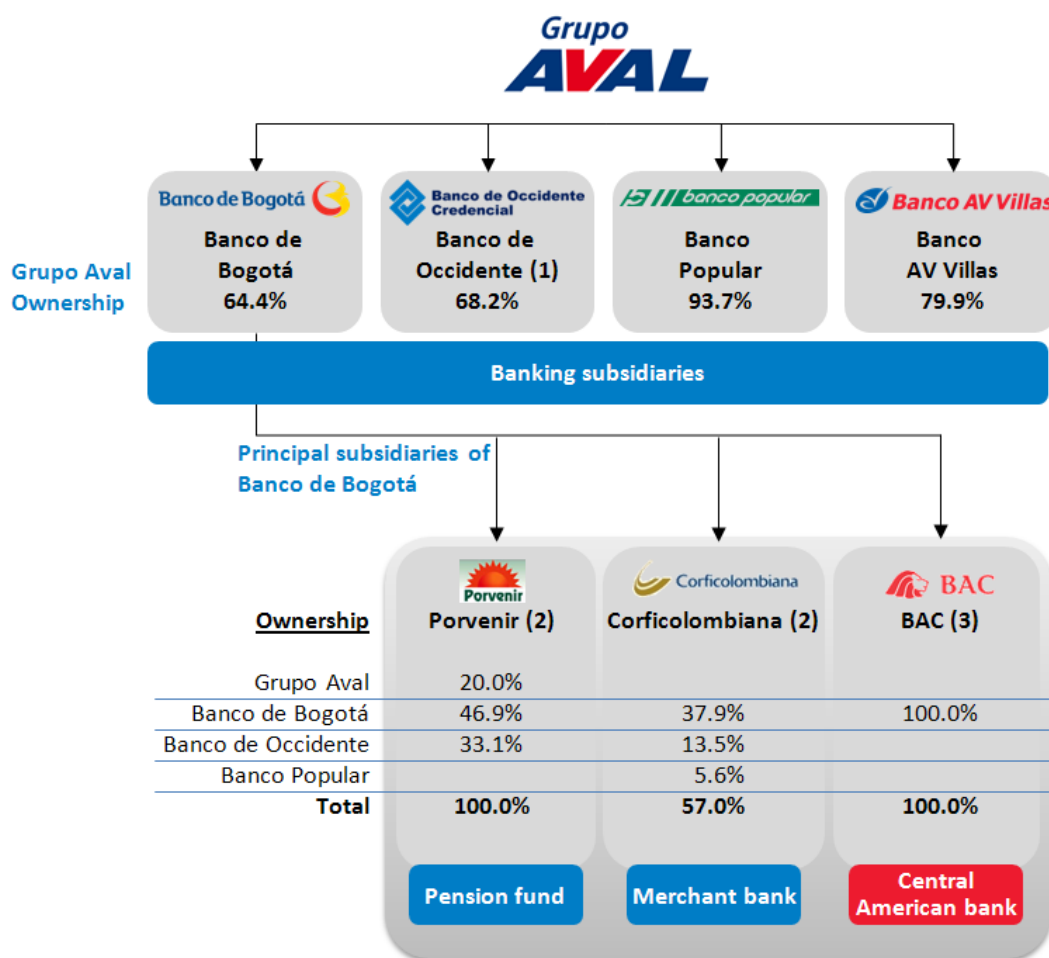 Grupo
AVAL
Banco de Bogotá
Banco de Occidente
Credencial
banco popular
Banco AV Villas
Banco de
Bogotá
64.4%
Banco de
Occidente (1)
68.2%
Banco
Popular
93.7%
Banco
AV Villas
79.9%
Grupo Aval
Ownership
Banking subsidiaries
Principal subsidiaries of
Banco de Bogotá
Porvenir
Corficolombiana
BAC
Ownership Porvenir (2) Corficolombiana (2) BAC (3)
Grupo Aval 20.0%
Banco de Bogotá 46.9% 37.9% 100.0%
Banco de Occidente 33.1% 13.5%
Banco Popular 5.6%
Total 100.0% 57.0% 100.0%
Pension fund
Merchant bank
Central
American bank